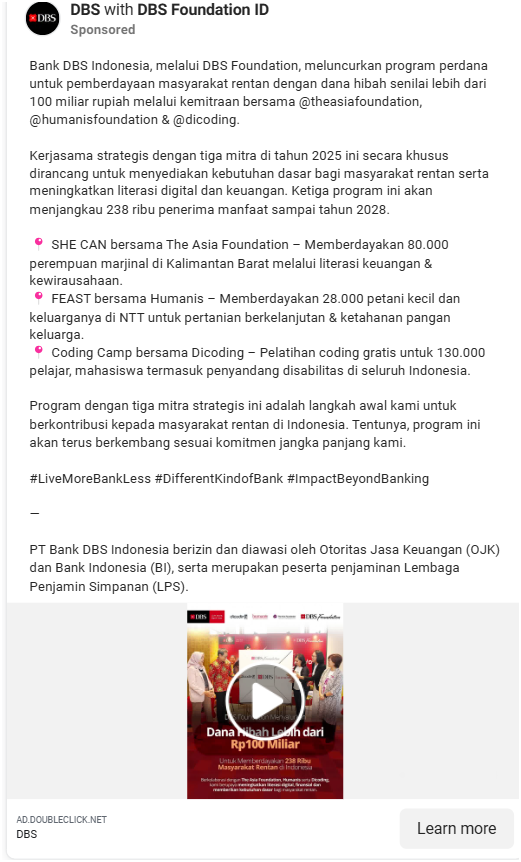 DBS with DBS Foundation ID
Sponsored
Bank DBS Indonesia, melalui DBS Foundation, meluncurkan program perdana
untuk pemberdayaan masyarakat rentan dengan dana hibah senilai lebih dari
100 miliar rupiah melalui kemitraan bersama @theasiafoundation,
@humanisfoundation & @dicoding.
Kerjasama strategis dengan tiga mitra di tahun 2025 ini secara khusus
dirancang untuk menyediakan kebutuhan dasar bagi masyarakat rentan serta
meningkatkan literasi digital dan keuangan. Ketiga program ini akan
menjangkau 238 ribu penerima manfaat sampai tahun 2028.
📍 SHE CAN bersama The Asia Foundation – Memberdayakan 80.000
perempuan marjinal di Kalimantan Barat melalui literasi keuangan &
kewirausahaan.
📍 FEAST bersama Humanis – Memberdayakan 28.000 petani kecil dan
keluarganya di NTT untuk pertanian berkelanjutan & ketahanan pangan
keluarga.
📍 Coding Camp bersama Dicoding – Pelatihan coding gratis untuk 130.000
pelajar, mahasiswa termasuk penyandang disabilitas di seluruh Indonesia.
Program dengan tiga mitra strategis ini adalah langkah awal kami untuk
berkontribusi kepada masyarakat rentan di Indonesia. Tentunya, program ini
akan terus berkembang sesuai komitmen jangka panjang kami.
#LiveMoreBankLess #DifferentKindofBank #ImpactBeyondBanking
—
PT Bank DBS Indonesia berizin dan diawasi oleh Otoritas Jasa Keuangan (OJK)
dan Bank Indonesia (BI), serta merupakan peserta penjaminan Lembaga
Penjamin Simpanan (LPS).
DBS
DBS Foundation
Dana Hibah Lebih dari
Rp100 Miliar
Untuk Memberdayakan 238 Ribu
Masyarakat Rentan di Indonesia
AD.DOUBLECLICK.NET
DBS
Learn more